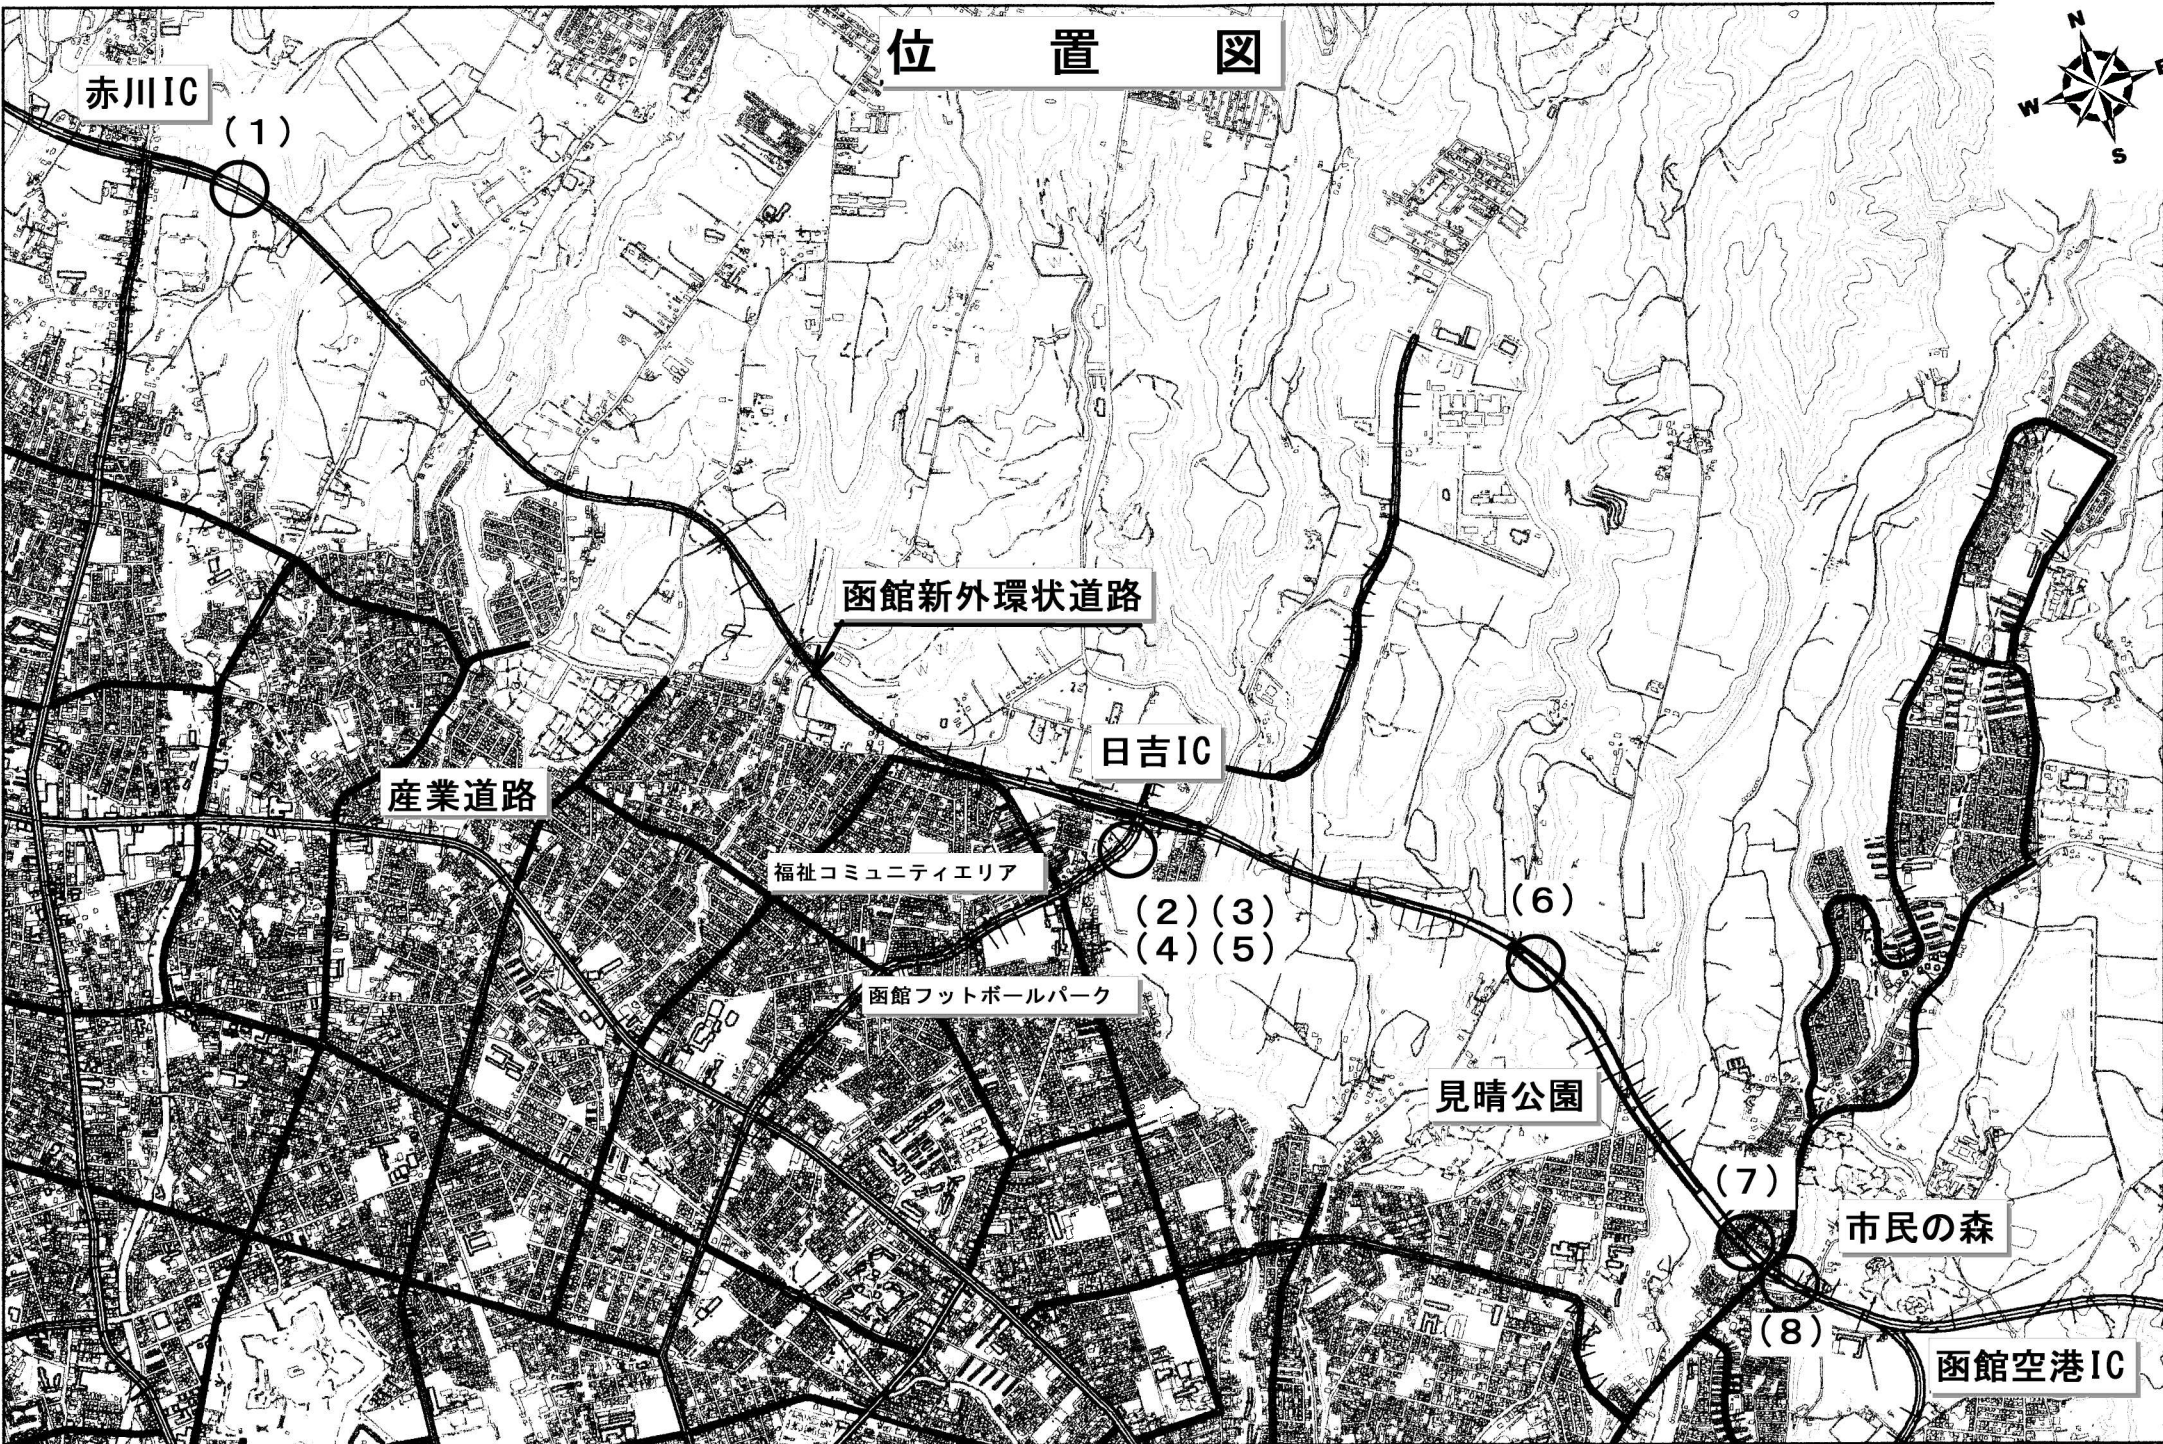 位置図
N
E
W
S
赤川IC
(1)
函館新外環状道路
日吉IC
産業道路
福祉コミュニティエリア
(2)(3)
(4)(5)
(6)
函館フットボールパーク
見晴公園
(7)
市民の森
(8)
函館空港IC